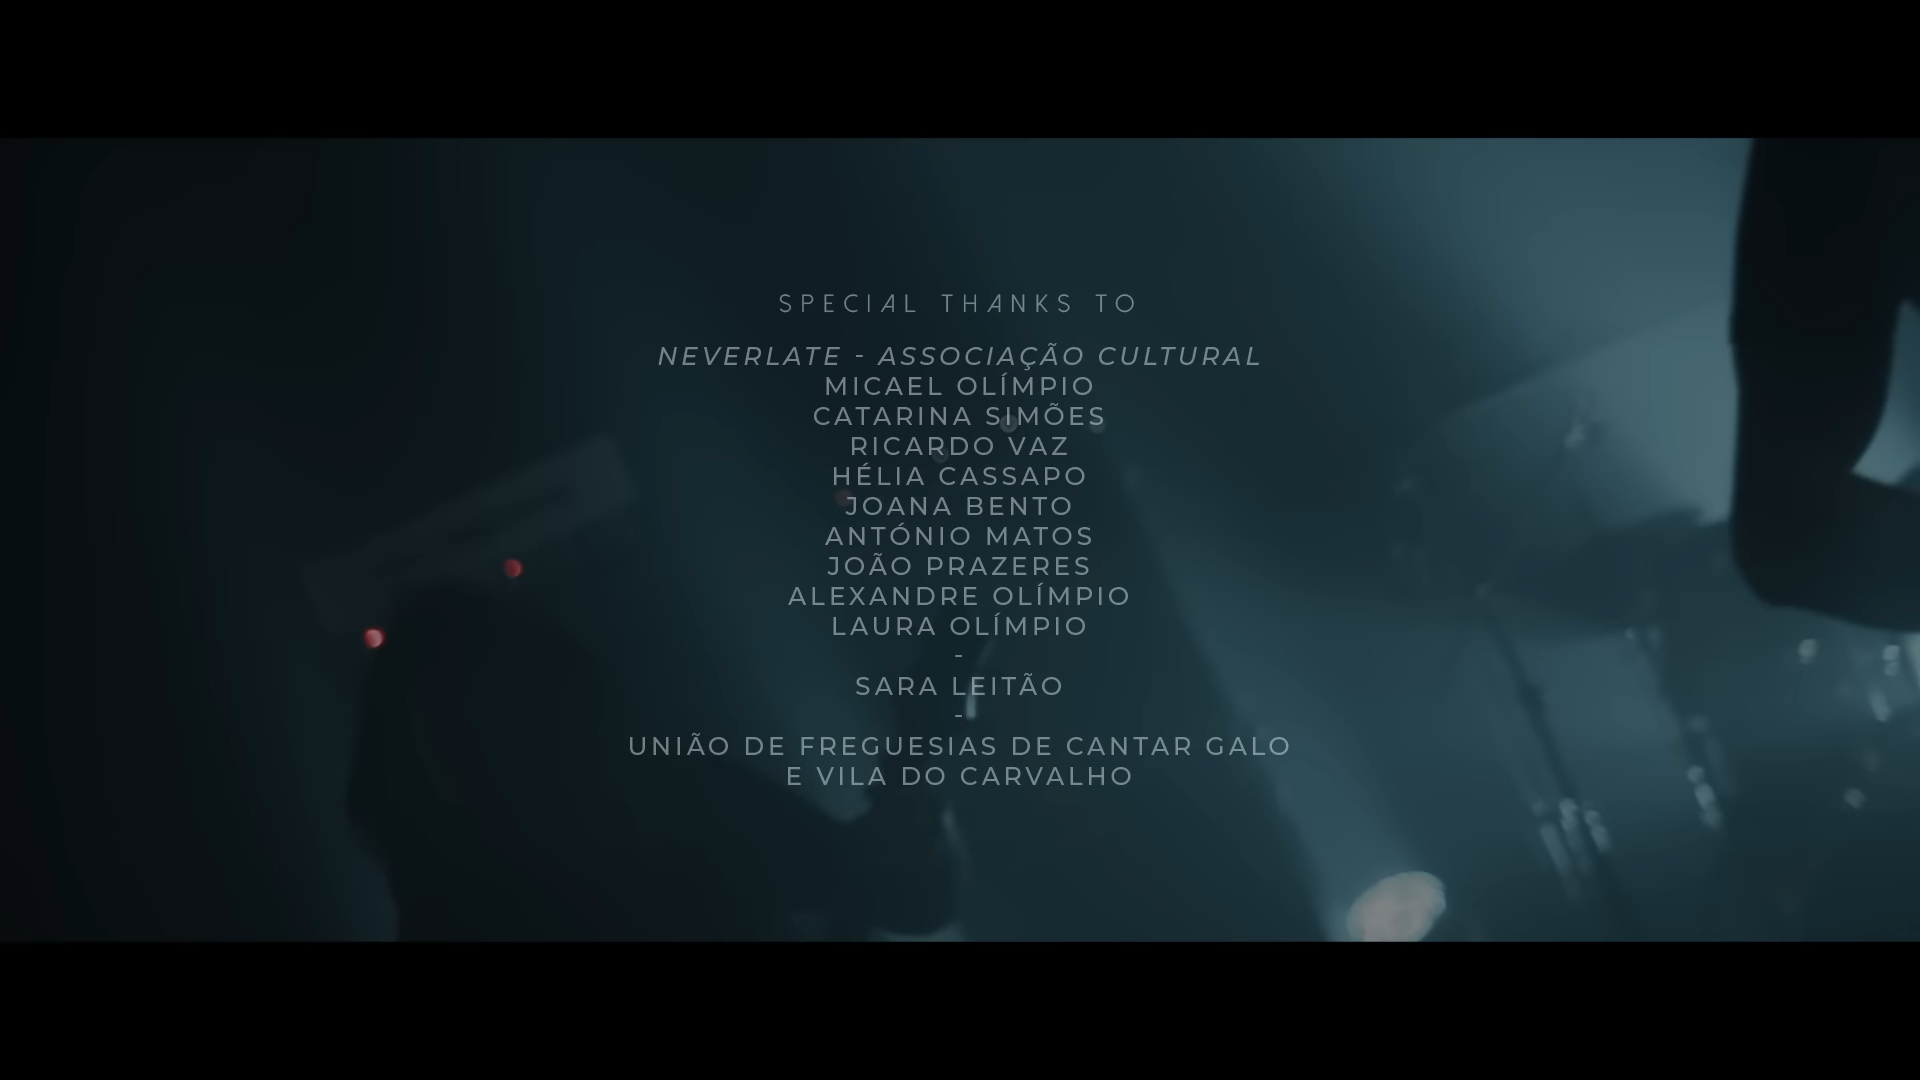 SPECIAL THANKS TO
NEVERLATE - ASSOCIAÇÃO CULTURAL
MICAEL OLÍMPIO
CATARINA SIMÕES
RICARDO VAZ
HÉLIA CASSAPO
JOANA BENTO
ANTÓNIO MATOS
JOÃO PRAZERES
ALEXANDRE OLÍMPIO
LAURA OLÍMPIO
-
SARA LEITÃO
-
UNIÃO DE FREGUESIAS DE CANTAR GALO
E VILA DO CARVALHO